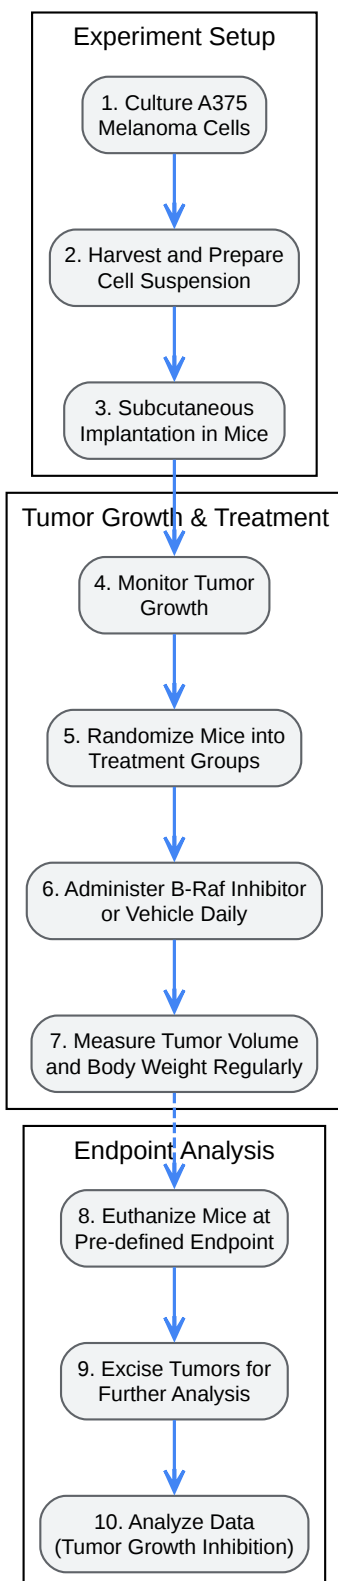 Experiment Setup
1. Culture A375
Melanoma Cells
2. Harvest and Prepare
Cell Suspension
3. Subcutaneous
Implantation in Mice
Tumor Growth & Treatment
4. Monitor Tumor
Growth
5. Randomize Mice into
Treatment Groups
6. Administer B-Raf Inhibitor
or Vehicle Daily
7. Measure Tumor Volume
and Body Weight Regularly
Endpoint Analysis
8. Euthanize Mice at
Pre-defined Endpoint
9. Excise Tumors for
Further Analysis
10. Analyze Data
(Tumor Growth Inhibition)